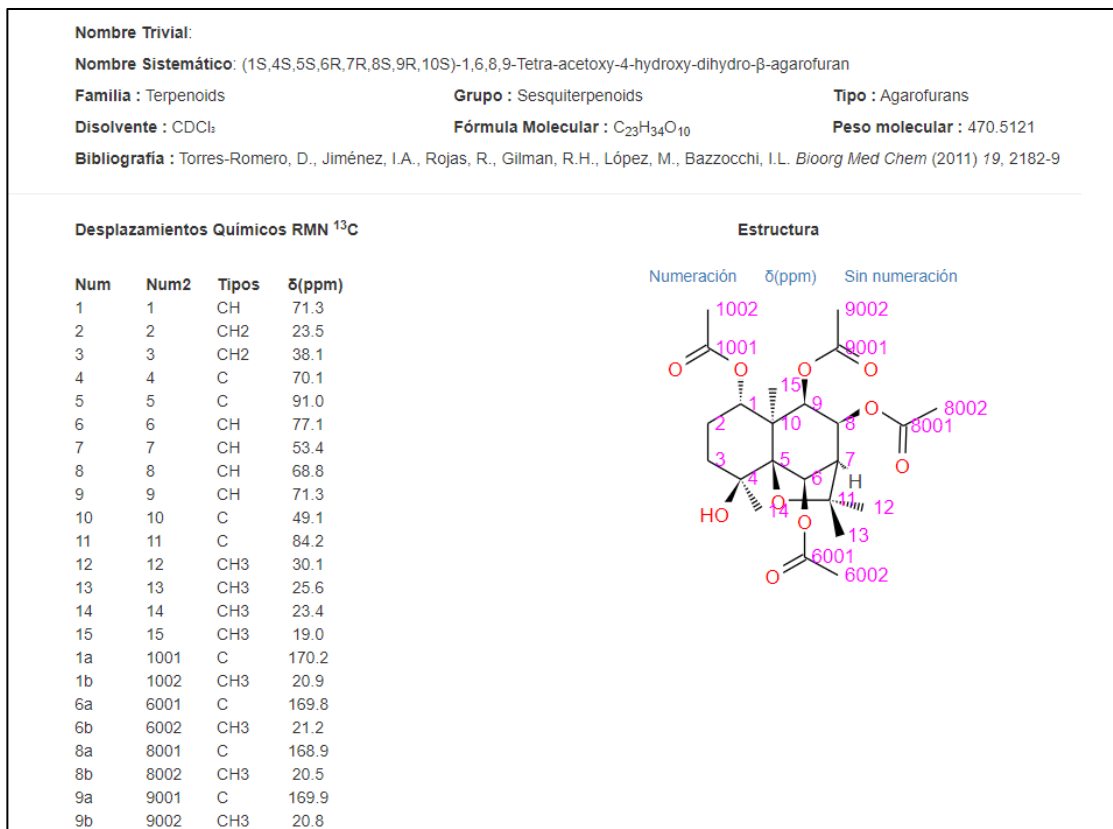 Nombre Trivial:
Nombre Sistemático: (1S,4S,5S,6R,7R,8S,9R,10S)-1,6,8,9-Tetra-acetoxy-4-hydroxy-dihydro-β-agarofuran
Familia : Terpenoids Grupo : Sesquiterpenoids Tipo : Agarofurans
Disolvente : CDCl₃ Fórmula Molecular : C₂₃H₃₄O₁₀ Peso molecular : 470.5121
Bibliografía : Torres-Romero, D., Jiménez, I.A., Rojas, R., Gilman, R.H., López, M., Bazzocchi, I.L. Bioorg Med Chem (2011) 19, 2182-9
Desplazamientos Químicos RMN ¹³C
Num Num2 Tipos δ(ppm)
1 1 CH 71.3
2 2 CH2 23.5
3 3 CH2 38.1
4 4 C 70.1
5 5 C 91.0
6 6 CH 77.1
7 7 CH 53.4
8 8 CH 68.8
9 9 CH 71.3
10 10 C 49.1
11 11 C 84.2
12 12 CH3 30.1
13 13 CH3 25.6
14 14 CH3 23.4
15 15 CH3 19.0
1a 1001 C 170.2
1b 1002 CH3 20.9
6a 6001 C 169.8
6b 6002 CH3 21.2
8a 8001 C 168.9
8b 8002 CH3 20.5
9a 9001 C 169.9
9b 9002 CH3 20.8
Estructura
Numeración δ(ppm) Sin numeración
1002 9002
1001 9001
O O 15 O O
1 9 O 8002
2 10 8 8001
3 5 7 O
4 6 H
HO 14 O 11 12
O 13
6001
O 6002